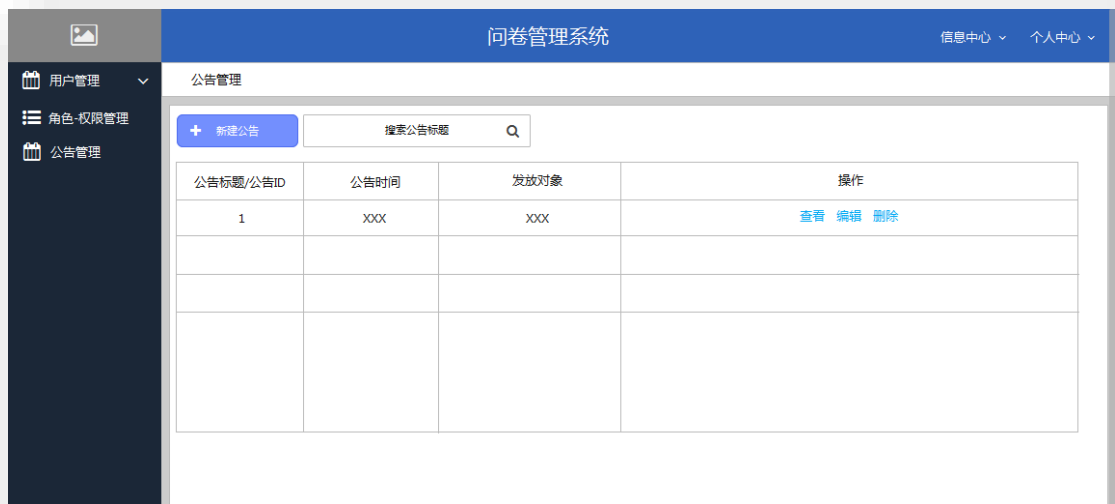 问卷管理系统
信息中心 个人中心
用户管理
角色-权限管理
公告管理
公告管理
新建公告 搜索公告标题
公告标题/公告ID 公告时间 发放对象 操作
1 XXX XXX 查看 编辑 删除